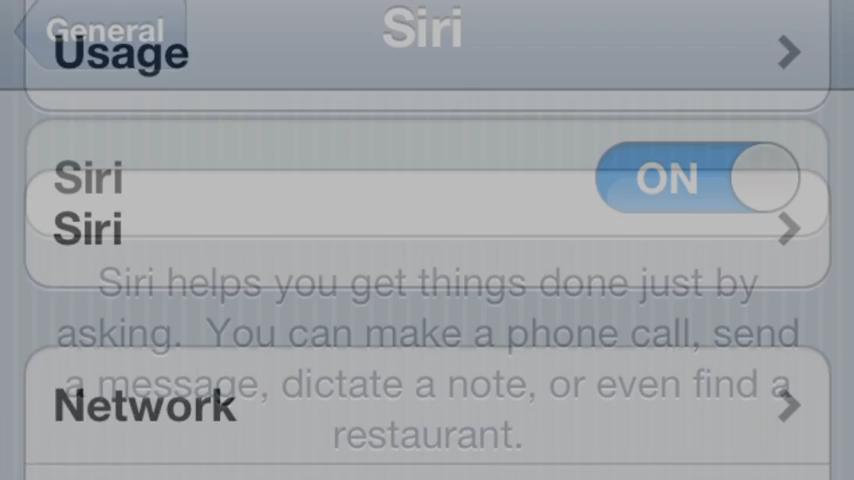 General
Siri
Usage
Siri
ON
Siri
Siri helps you get things done just by
asking.  You can make a phone call, send
a message, dictate a note, or even find a
Network
restaurant.